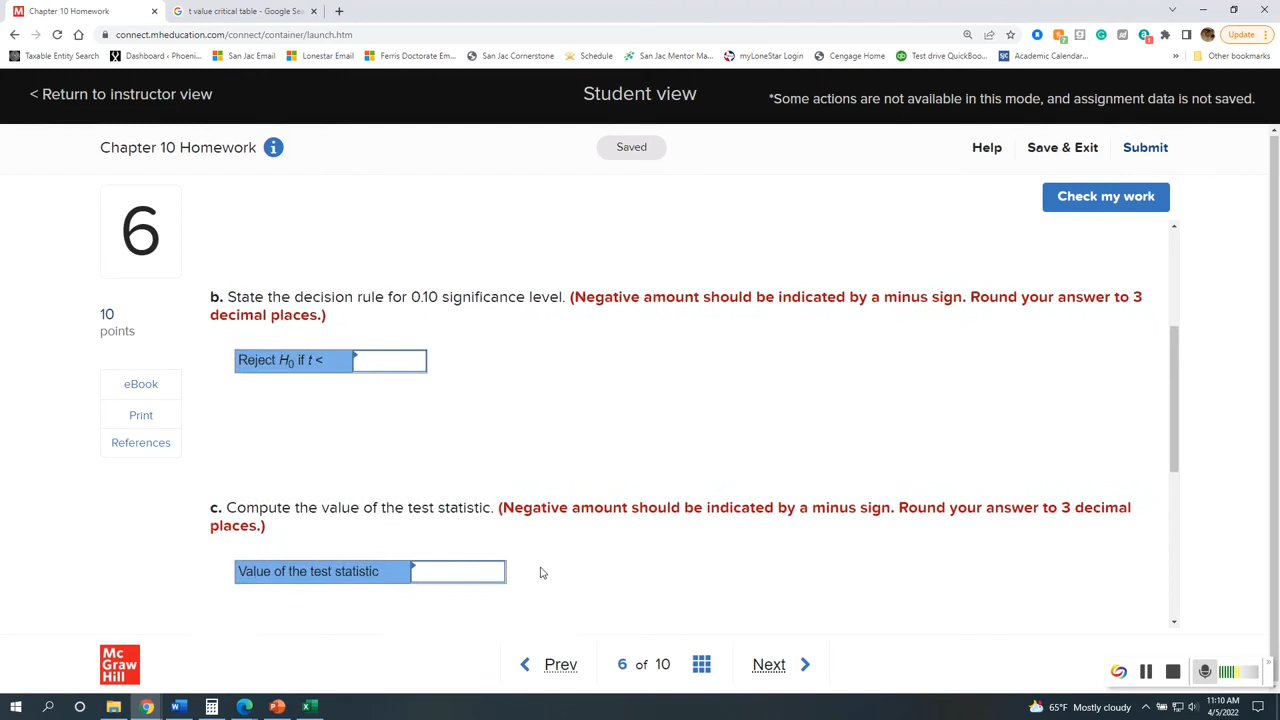 Chapter 10 Homework
t value critical table - Google Sea
connect.mheducation.com/connect/container/launch.htm
Update
Taxable Entity Search
Dashboard ‹ Phoeni...
San Jac Email
Lonestar Email
Ferris Doctorate Em...
San Jac Cornerstone
Schedule
San Jac Mentor Ma...
myLoneStar Login
Cengage Home
Test drive QuickBoo...
Academic Calendar...
Other bookmarks
< Return to instructor view
Student view
*Some actions are not available in this mode, and assignment data is not saved.
Chapter 10 Homework
Saved
Help
Save & Exit
Submit
Check my work
6
10
points
eBook
Print
References
b. State the decision rule for 0.10 significance level. (Negative amount should be indicated by a minus sign. Round your answer to 3
decimal places.)
Reject H0 if t <
c. Compute the value of the test statistic. (Negative amount should be indicated by a minus sign. Round your answer to 3 decimal
places.)
Value of the test statistic
Mc
Graw
Hill
Prev
6 of 10
Next
65°F Mostly cloudy
11:10 AM
4/5/2022